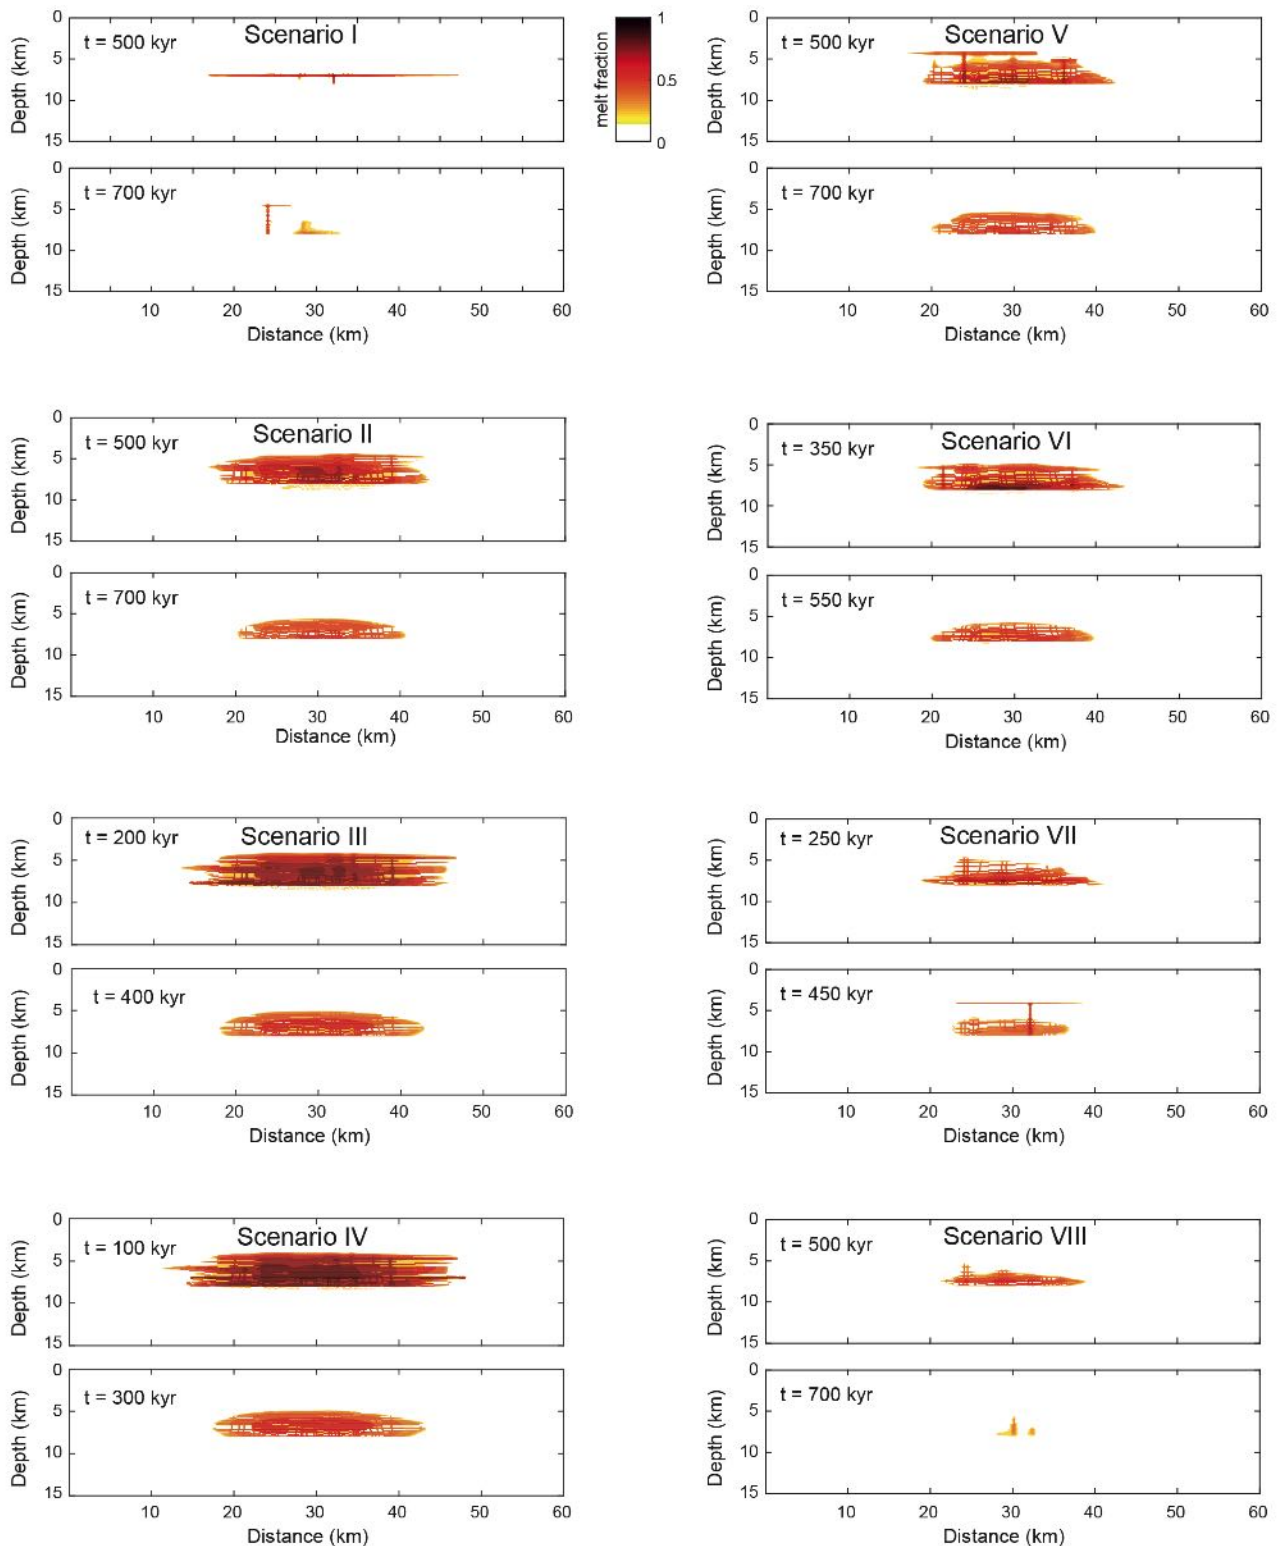 Scenario I
t = 500 kyr
Depth (km)
0
5
10
15
t = 700 kyr
Depth (km)
0
5
10
15
10 20 30 40 50 60
Distance (km)
1
0.5
0
melt fraction
Scenario V
t = 500 kyr
Depth (km)
0
5
10
15
t = 700 kyr
Depth (km)
0
5
10
15
10 20 30 40 50 60
Distance (km)
Scenario II
t = 500 kyr
Depth (km)
0
5
10
15
t = 700 kyr
Depth (km)
0
5
10
15
10 20 30 40 50 60
Distance (km)
Scenario VI
t = 350 kyr
Depth (km)
0
5
10
15
t = 550 kyr
Depth (km)
0
5
10
15
10 20 30 40 50 60
Distance (km)
Scenario III
t = 200 kyr
Depth (km)
0
5
10
15
t = 400 kyr
Depth (km)
0
5
10
15
10 20 30 40 50 60
Distance (km)
Scenario VII
t = 250 kyr
Depth (km)
0
5
10
15
t = 450 kyr
Depth (km)
0
5
10
15
10 20 30 40 50 60
Distance (km)
Scenario IV
t = 100 kyr
Depth (km)
0
5
10
15
t = 300 kyr
Depth (km)
0
5
10
15
10 20 30 40 50 60
Distance (km)
Scenario VIII
t = 500 kyr
Depth (km)
0
5
10
15
t = 700 kyr
Depth (km)
0
5
10
15
10 20 30 40 50 60
Distance (km)